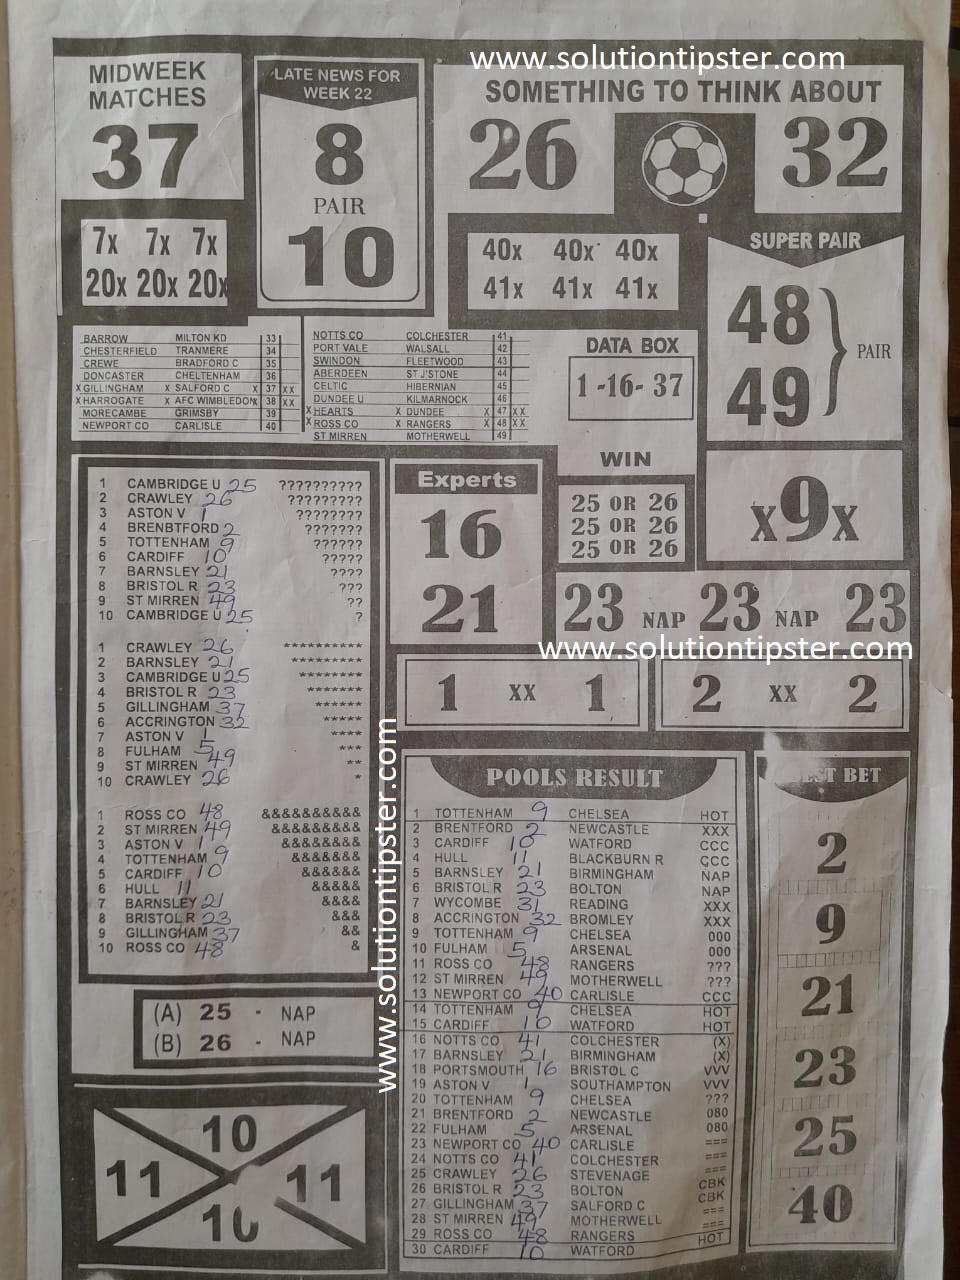 www.solutiontipster.com
MIDWEEK
MATCHES
37
LATE NEWS FOR
WEEK 22
8
PAIR
10
SOMETHING TO THINK ABOUT
26 32
7x 7x 7x
20x 20x 20x
40x 40x 40x
41x 41x 41x
SUPER PAIR
48
49
PAIR
BARROW MILTON KD 33
CHESTERFIELD TRANMERE 34
CREWE BRADFORD C 35
DONCASTER CHELTENHAM 36
X GILLINGHAM X SALFORD C X 37 XX
X HARROGATE X AFC WIMBLEDON X 38 XX
MORECAMBE GRIMSBY 39
NEWPORT CO CARLISLE 40
NOTTS CO COLCHESTER 41
PORT VALE WALSALL 42
SWINDON FLEETWOOD 43
ABERDEEN ST J'STONE 44
CELTIC HIBERNIAN 45
DUNDEE U KILMARNOCK 46
X HEARTS X DUNDEE X 47 XX
X ROSS CO X RANGERS X 48 XX
ST MIRREN MOTHERWELL 49
DATA BOX
1 -16- 37
WIN
25 OR 26
25 OR 26
25 OR 26
x9x
1 CAMBRIDGE U 25 ??????????
2 CRAWLEY 26 ?????????
3 ASTON V 1 ????????
4 BRENBTFORD 2 ???????
5 TOTTENHAM 9 ??????
6 CARDIFF 10 ?????
7 BARNSLEY 21 ????
8 BRISTOL R 23 ???
9 ST MIRREN 49 ??
10 CAMBRIDGE U 25 ?
1 CRAWLEY 26 **********
2 BARNSLEY 21 *********
3 CAMBRIDGE U 25 ********
4 BRISTOL R 23 *******
5 GILLINGHAM 37 ******
6 ACCRINGTON 32 *****
7 ASTON V 1 ****
8 FULHAM 5 ***
9 ST MIRREN 49 **
10 CRAWLEY 26 *
1 ROSS CO 48 &&&&&&&&&&
2 ST MIRREN 49 &&&&&&&&&
3 ASTON V 1 &&&&&&&&
4 TOTTENHAM 9 &&&&&&&
5 CARDIFF 10 &&&&&&
6 HULL 11 &&&&&
7 BARNSLEY 21 &&&&
8 BRISTOL R 23 &&&
9 GILLINGHAM 37 &&
10 ROSS CO 48 &
Experts
16
21
23 NAP 23 NAP 23
www.solutiontipster.com
1 xx 1
2 xx 2
www.solutiontipster.com
(A) 25 - NAP
(B) 26 - NAP
10
11 11
10
POOLS RESULT
1 TOTTENHAM 9 CHELSEA HOT
2 BRENTFORD 2 NEWCASTLE XXX
3 CARDIFF 10 WATFORD CCC
4 HULL 11 BLACKBURN R CCC
5 BARNSLEY 21 BIRMINGHAM NAP
6 BRISTOL R 23 BOLTON NAP
7 WYCOMBE 31 READING XXX
8 ACCRINGTON 32 BROMLEY XXX
9 TOTTENHAM 9 CHELSEA 000
10 FULHAM 5 ARSENAL 000
11 ROSS CO 48 RANGERS ???
12 ST MIRREN 49 MOTHERWELL ???
13 NEWPORT CO 40 CARLISLE CCC
14 TOTTENHAM 9 CHELSEA HOT
15 CARDIFF 10 WATFORD HOT
16 NOTTS CO 41 COLCHESTER (X)
17 BARNSLEY 21 BIRMINGHAM (X)
18 PORTSMOUTH 16 BRISTOL C VVV
19 ASTON V 1 SOUTHAMPTON VVV
20 TOTTENHAM 9 CHELSEA ???
21 BRENTFORD 2 NEWCASTLE 080
22 FULHAM 5 ARSENAL 080
23 NEWPORT CO 40 CARLISLE ===
24 NOTTS CO 41 COLCHESTER ===
25 CRAWLEY 26 STEVENAGE ===
26 BRISTOL R 23 BOLTON CBK
27 GILLINGHAM 37 SALFORD C CBK
28 ST MIRREN 49 MOTHERWELL ===
29 ROSS CO 48 RANGERS ===
30 CARDIFF 10 WATFORD HOT
BET
2
9
21
23
25
40